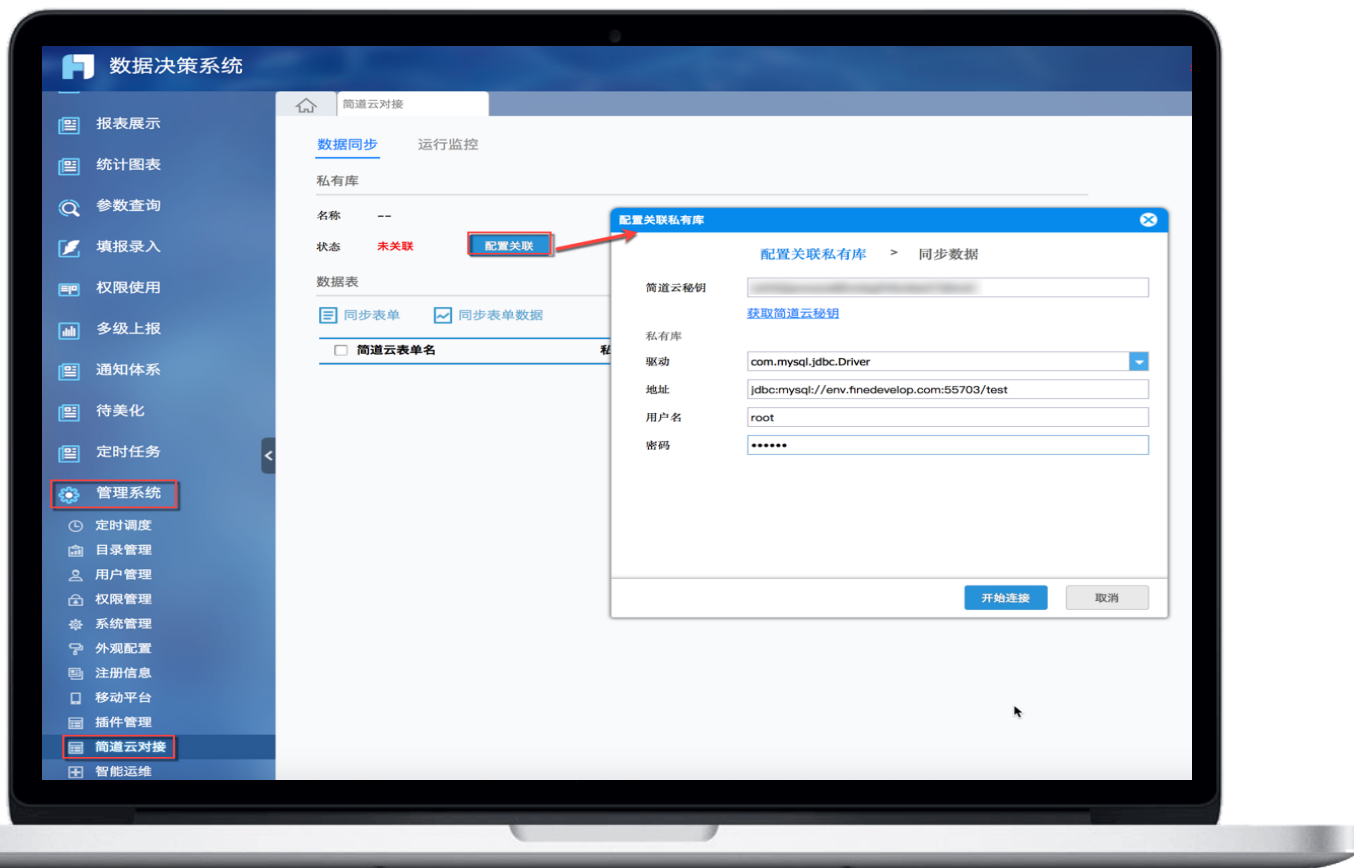 数据决策系统
报表展示
统计图表
参数查询
填报录入
权限使用
多级上报
通知体系
待美化
定时任务
管理系统
定时调度
目录管理
用户管理
权限管理
系统管理
外观配置
注册信息
移动平台
插件管理
简道云对接
智能运维
简道云对接
数据同步 运行监控
私有库
名称 --
状态 未关联 配置关联
数据表
同步表单 同步表单数据
简道云表单名 私
配置关联私有库
配置关联私有库 > 同步数据
简道云秘钥
获取简道云秘钥
私有库
驱动 com.mysql.jdbc.Driver
地址 jdbc:mysql://env.finedevelop.com:55703/test
用户名 root
密码 ••••••
开始连接 取消